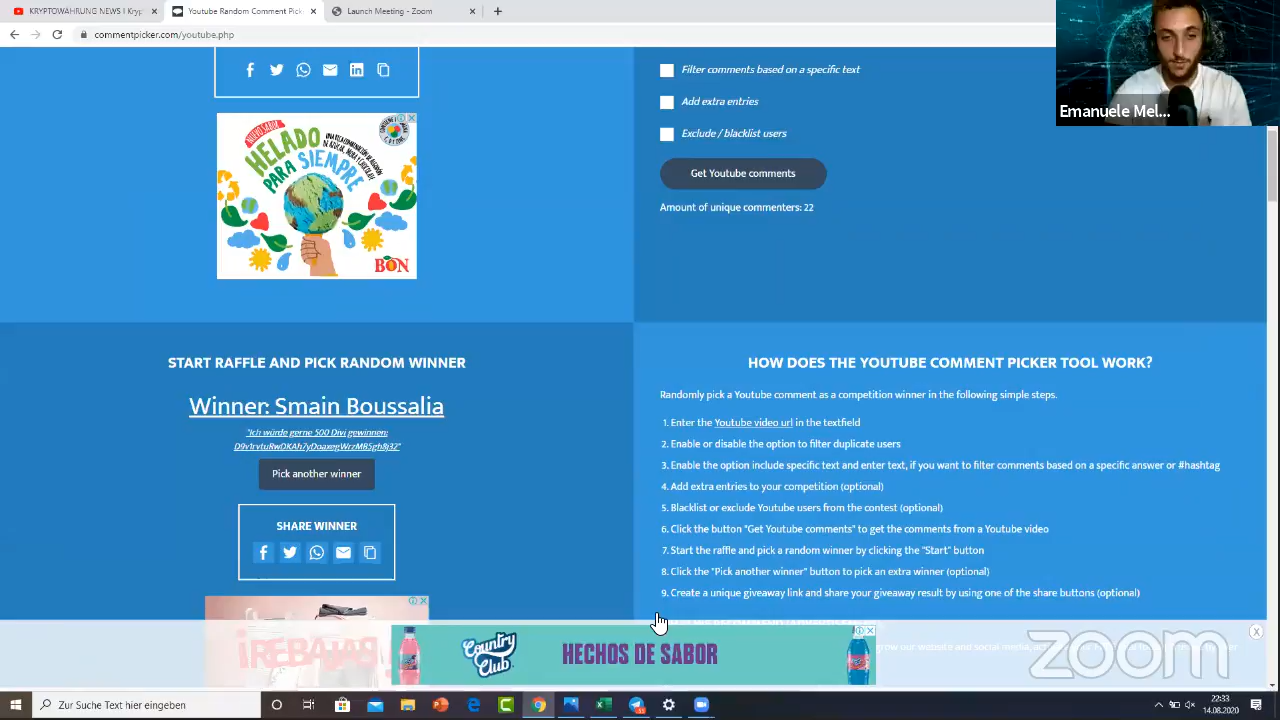 KRYPTOWÄHRUNG NEWS I Kryp
Youtube Random Comment Picke
Launch Meeting - Zoom
commentpicker.com/youtube.php
Filter comments based on a specific text
Add extra entries
Exclude / blacklist users
Get Youtube comments
Amount of unique commenters: 22
Emanuele Mel...
NUEVO SABOR
HELADO
PARA SIEMPRE
BON
START RAFFLE AND PICK RANDOM WINNER
Winner: Smain Boussalia
"Ich würde gerne 500 Divi gewinnen:
Pick another winner
SHARE WINNER
HOW DOES THE YOUTUBE COMMENT PICKER TOOL WORK?
Randomly pick a Youtube comment as a competition winner in the following simple steps.
1. Enter the Youtube video url in the textfield
2. Enable or disable the option to filter duplicate users
3. Enable the option include specific text and enter text, if you want to filter comments based on a specific answer or #hashtag
4. Add extra entries to your competition (optional)
5. Blacklist or exclude Youtube users from the contest (optional)
6. Click the button "Get Youtube comments" to get the comments from a Youtube video
7. Start the raffle and pick a random winner by clicking the "Start" button
8. Click the "Pick another winner" button to pick an extra winner (optional)
9. Create a unique giveaway link and share your giveaway result by using one of the share buttons (optional)
¡REBAJAS
Country Club
HECHOS DE SABOR
zoom
Zur Suche Text hier eingeben
22:33
14.08.2020